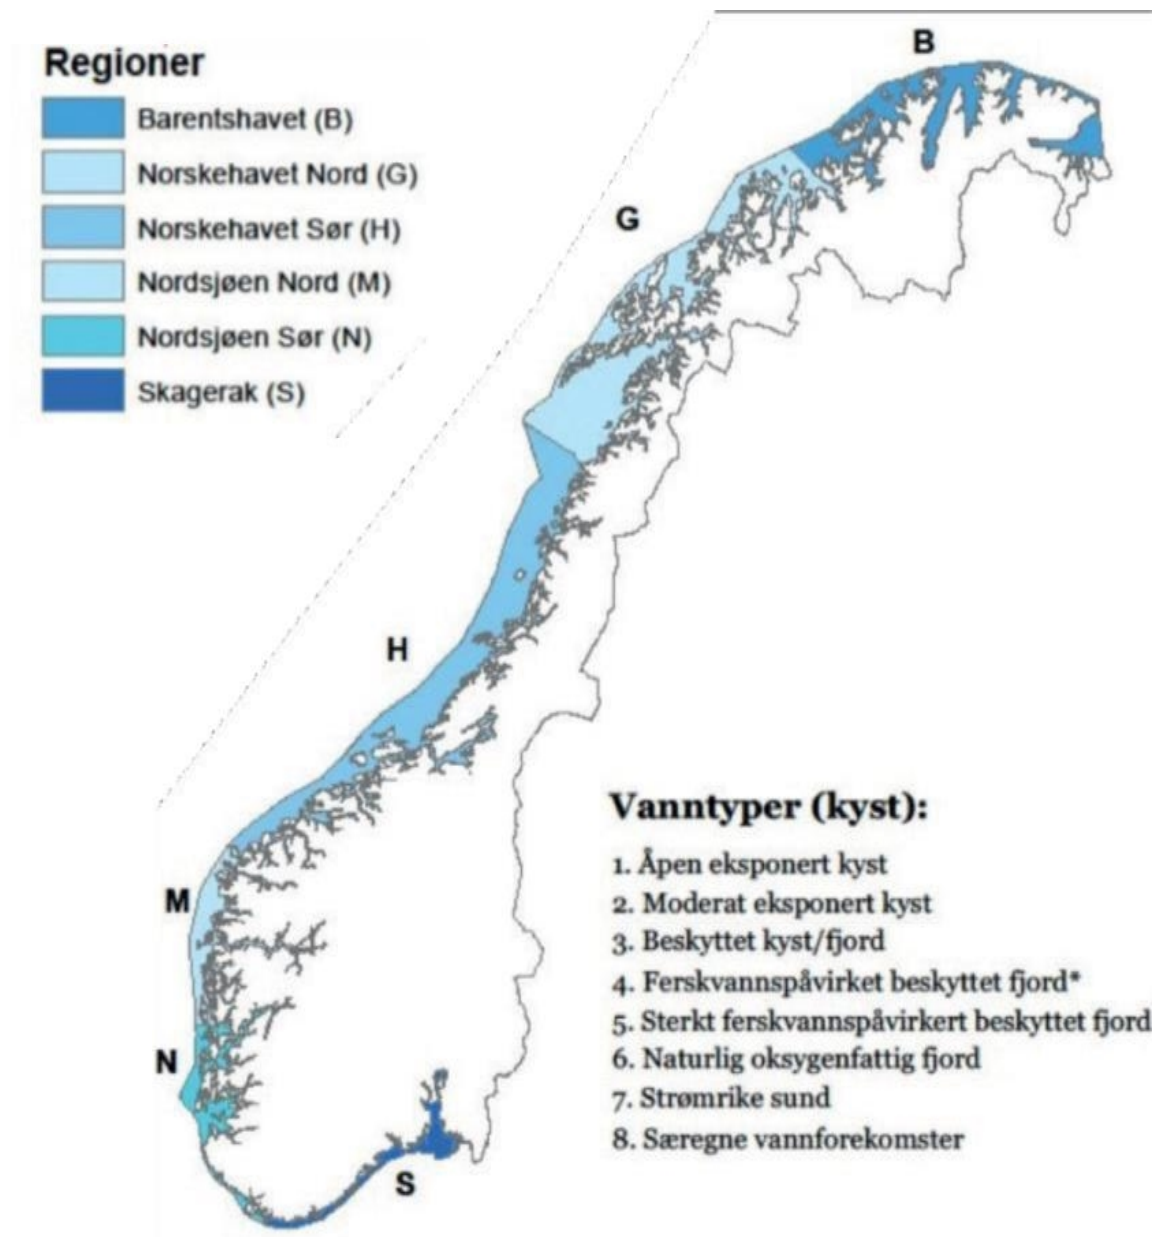 Regioner
Barentshavet (B)
Norskehavet Nord (G)
Norskehavet Sør (H)
Nordsjøen Nord (M)
Nordsjøen Sør (N)
Skagerak (S)
B
G
H
M
N
S
Vanntyper (kyst):
1. Åpen eksponert kyst
2. Moderat eksponert kyst
3. Beskyttet kyst/fjord
4. Ferskvannspåvirket beskyttet fjord*
5. Sterkt ferskvannspåvirkert beskyttet fjord
6. Naturlig oksygenfattig fjord
7. Strømrike sund
8. Særegne vannforekomster